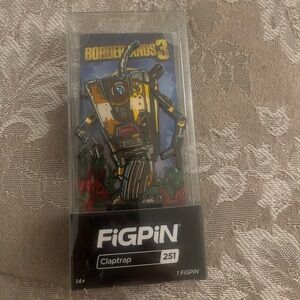 BORDERLANDS 3
FiGPiN
Claptrap 251
14+ 1 FiGPiN